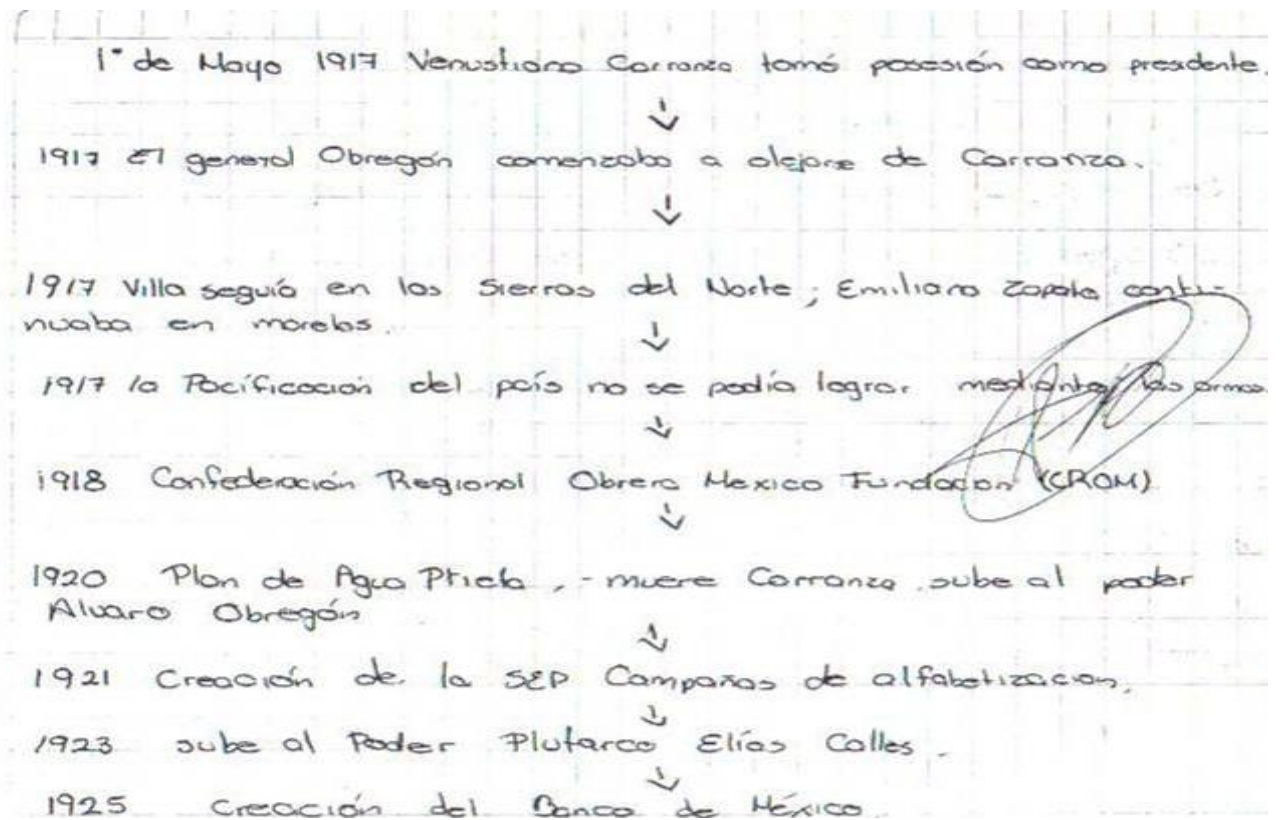 1° de Mayo 1917 Venustiano Carranza tomó posesión como presidente.
1917 El general Obregón comenzaba a alejarse de Carranza.
1917 Villa seguía en las Sierras del Norte; Emiliano Zapata conti-
nuaba en morelos.
1917 la Pacificación del país no se podía lograr mediante las armas.
1918 Confederación Regional Obrera Mexico Fundacion (CROM)
1920 Plan de Agua Prieta, - muere Carranza sube al poder
Alvaro Obregón
1921 Creación de la SEP Campañas de alfabetizacion.
1923 sube al Poder Plutarco Elías Calles.
1925 Creación del Banco de México